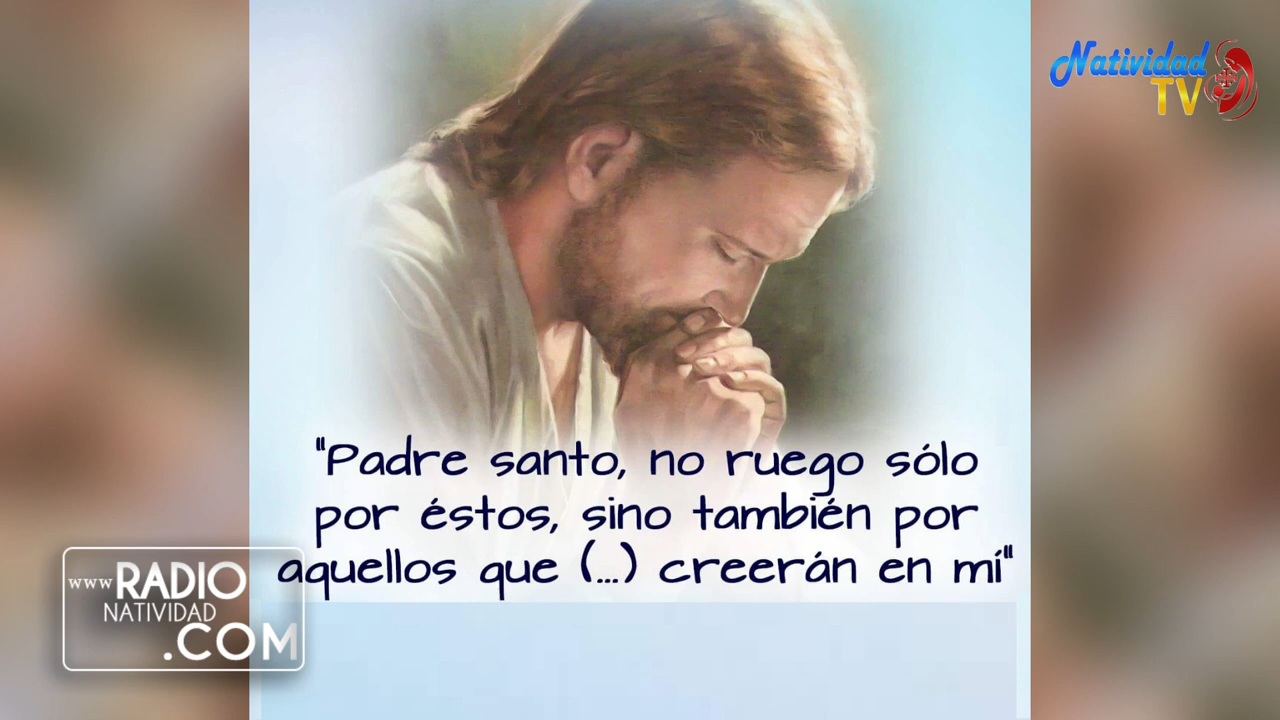 Natividad
TV
"Padre santo, no ruego sólo
por éstos, sino también por
aquellos que (...) creerán en mí"
www RADIO
NATIVIDAD
.COM